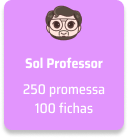 Sol Professor
250 promessa
100 fichas